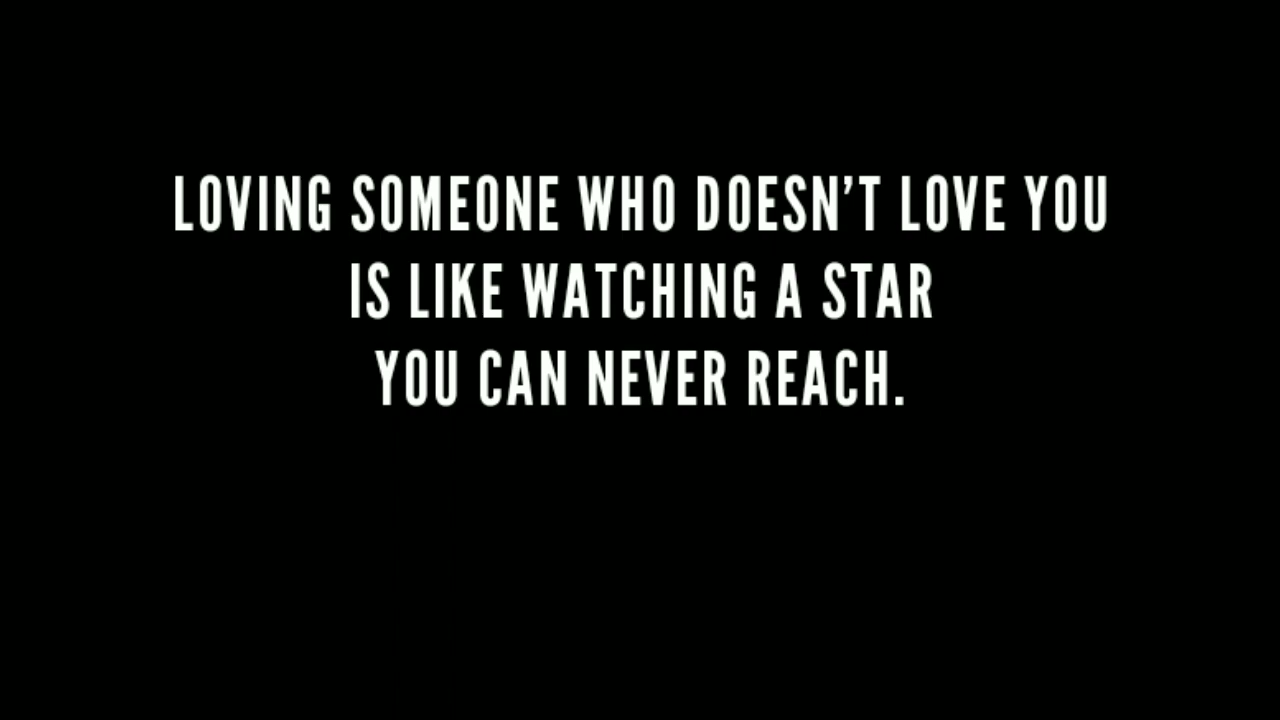 LOVING SOMEONE WHO DOESN’T LOVE YOU
IS LIKE WATCHING A STAR
YOU CAN NEVER REACH.